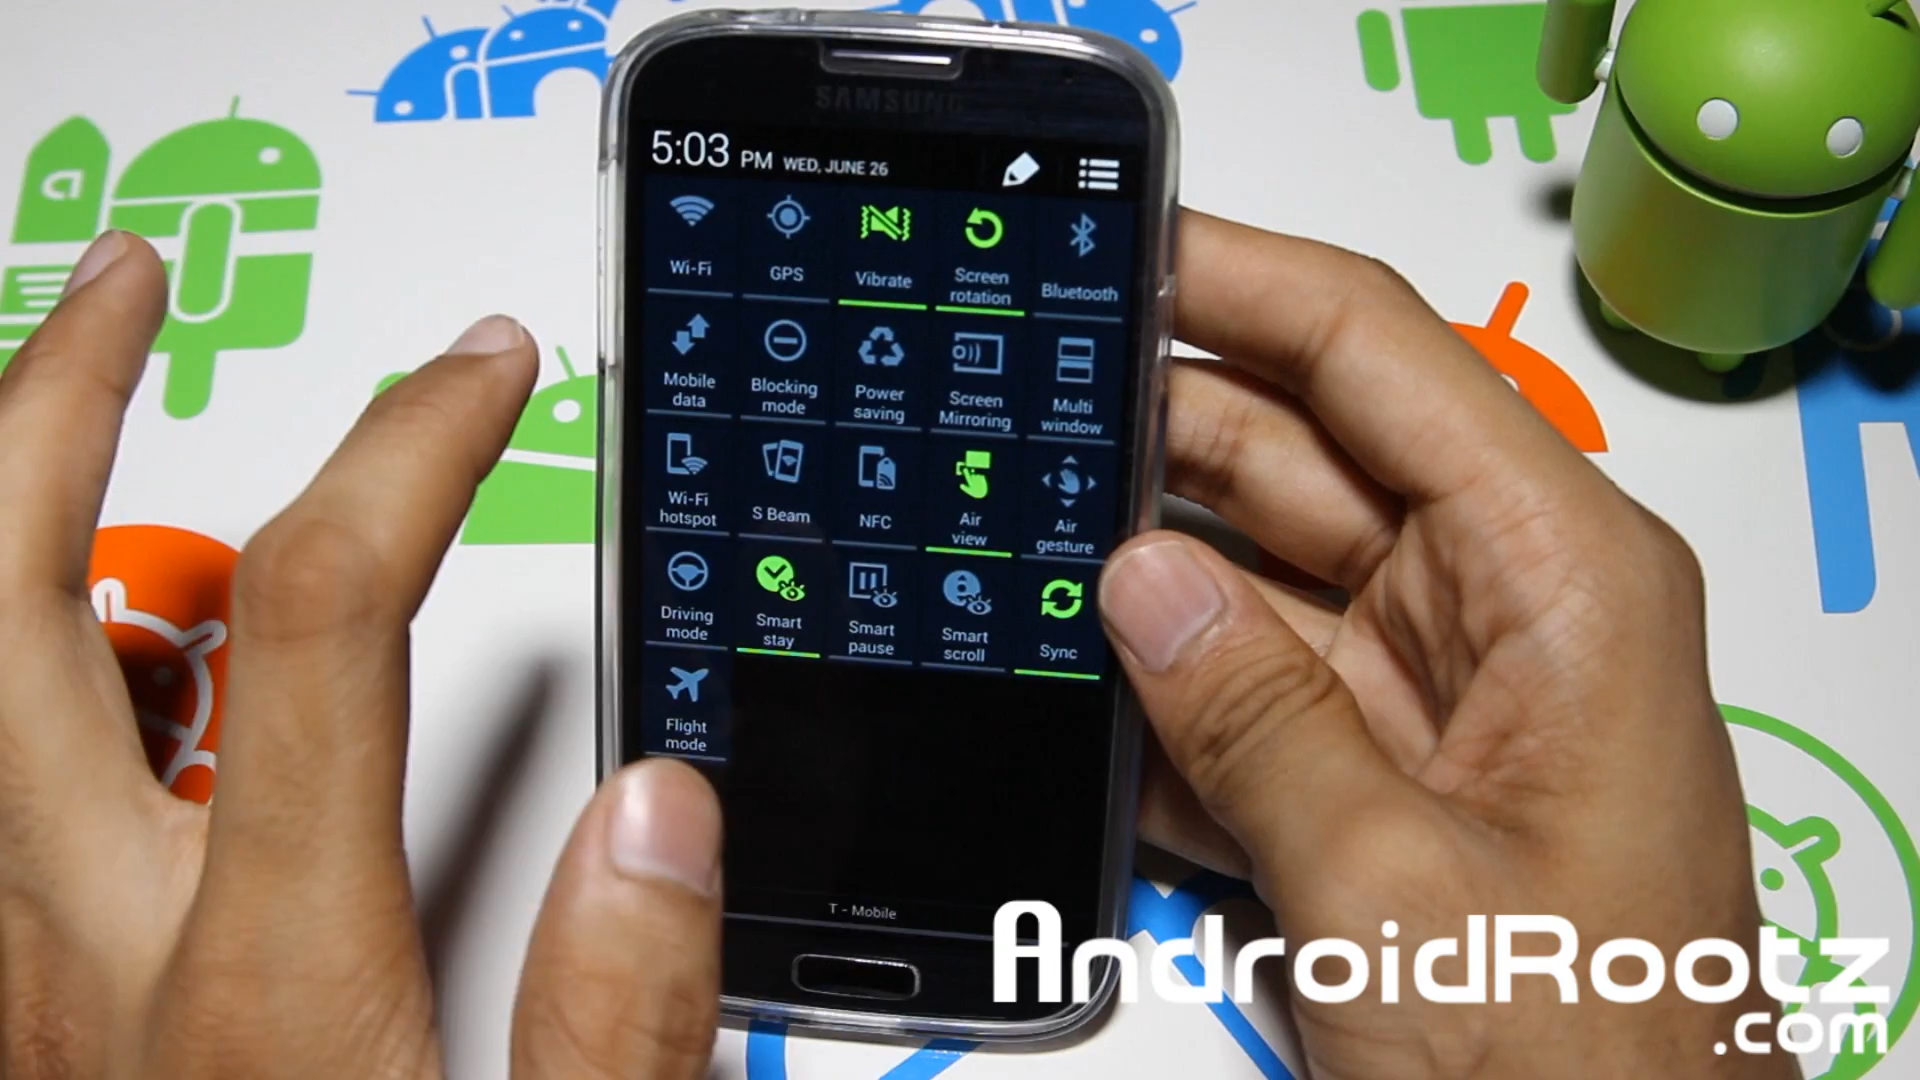 SAMSUNG
5:03 PM WED, JUNE 26
Wi-Fi
GPS
Vibrate
Screen
rotation
Bluetooth
Mobile
data
Blocking
mode
Power
saving
Screen
Mirroring
Multi
window
Wi-Fi
hotspot
S Beam
NFC
Air
view
Air
gesture
Driving
mode
Smart
stay
Smart
pause
Smart
scroll
Sync
Flight
mode
T - Mobile
AndroidRootz
.com